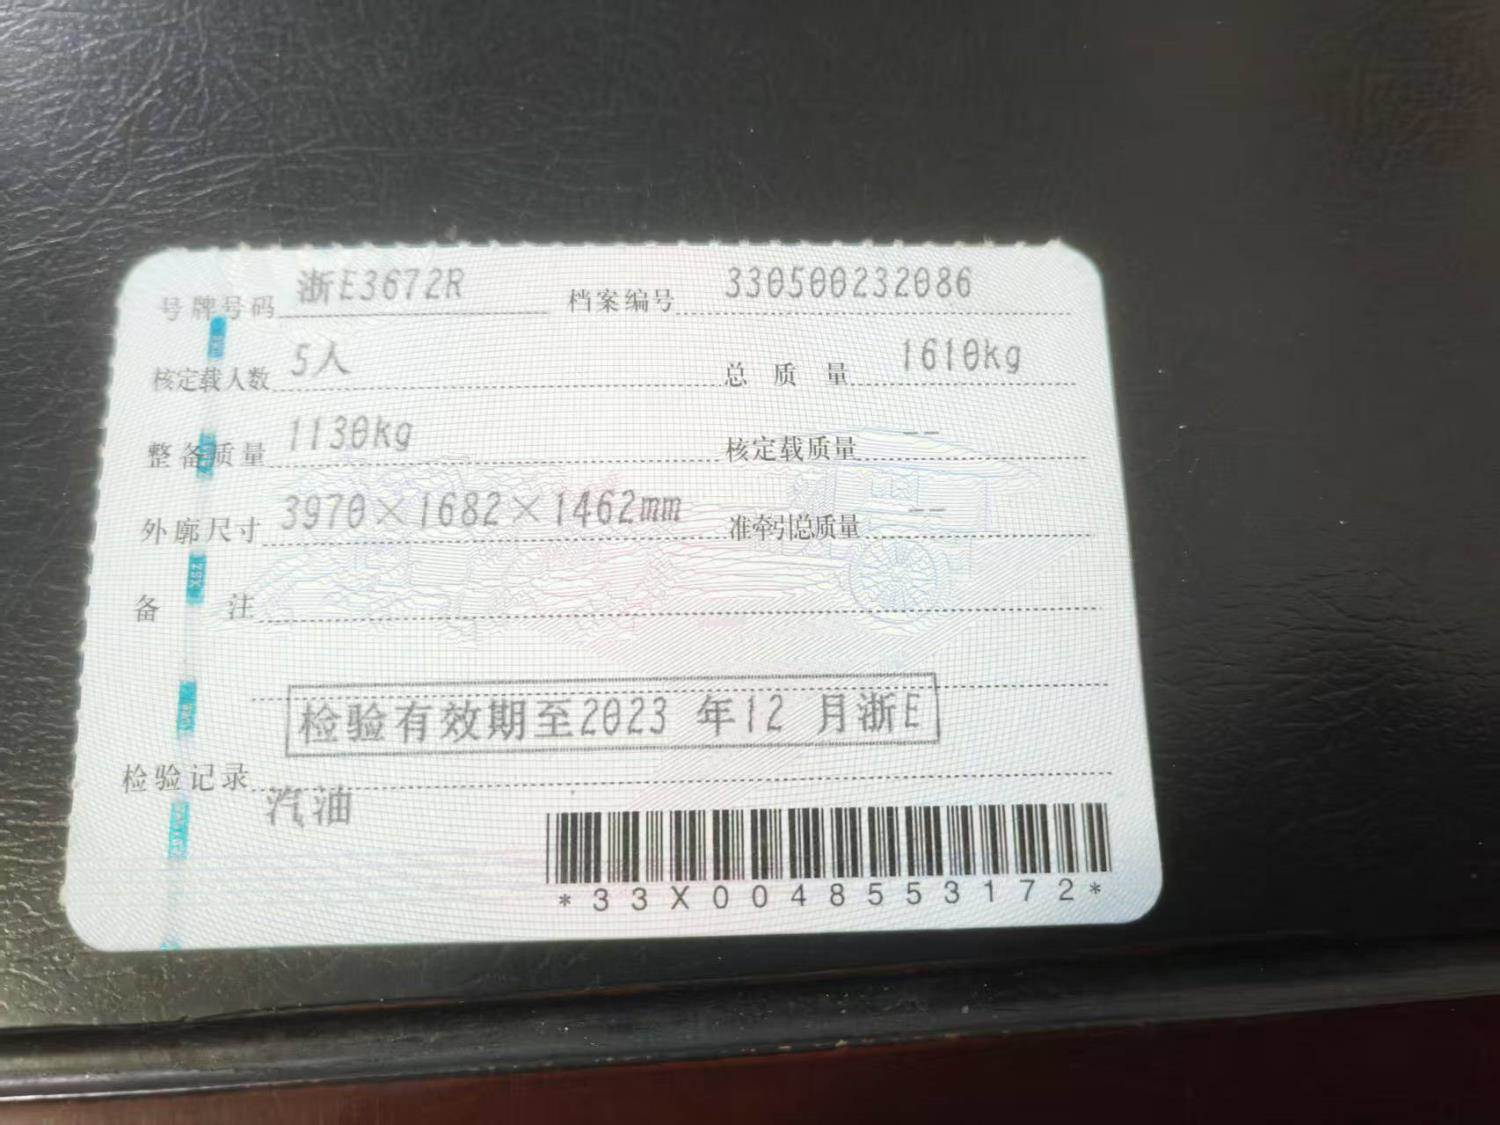 号牌号码 浙E3672R 档案编号 330500232086
核定载人数 5人 总质量 1610kg
整备质量 1130kg 核定载质量 --
外廓尺寸 3970×1682×1462mm 准牵引总质量 --
备注
检验有效期至2023 年12 月浙E
检验记录
汽油
*33X0048553172*